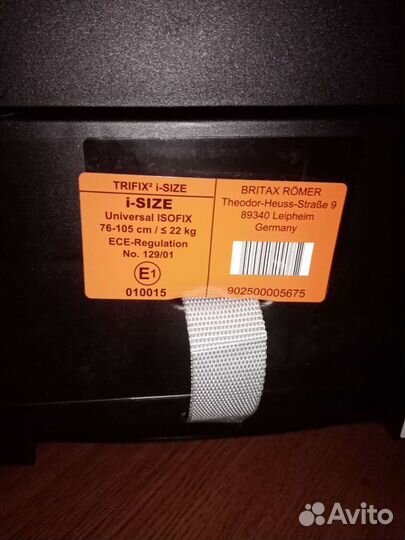 TRIFIX² i-SIZE
i-SIZE
Universal ISOFIX
76-105 cm / ≤ 22 kg
ECE-Regulation
No. 129/01
E1
010015
BRITAX RÖMER
Theodor-Heuss-Straße 9
89340 Leipheim
Germany
902500005675
Avito